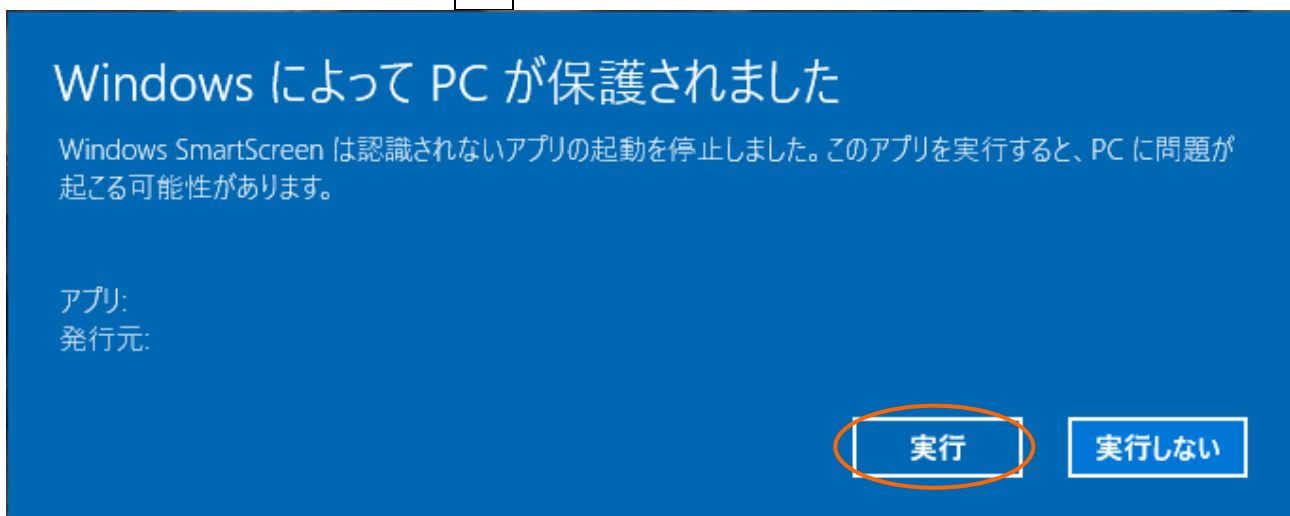 Windows によって PC が保護されました
Windows SmartScreen は認識されないアプリの起動を停止しました。このアプリを実行すると、PC に問題が
起こる可能性があります。
アプリ:
発行元:
実行 実行しない